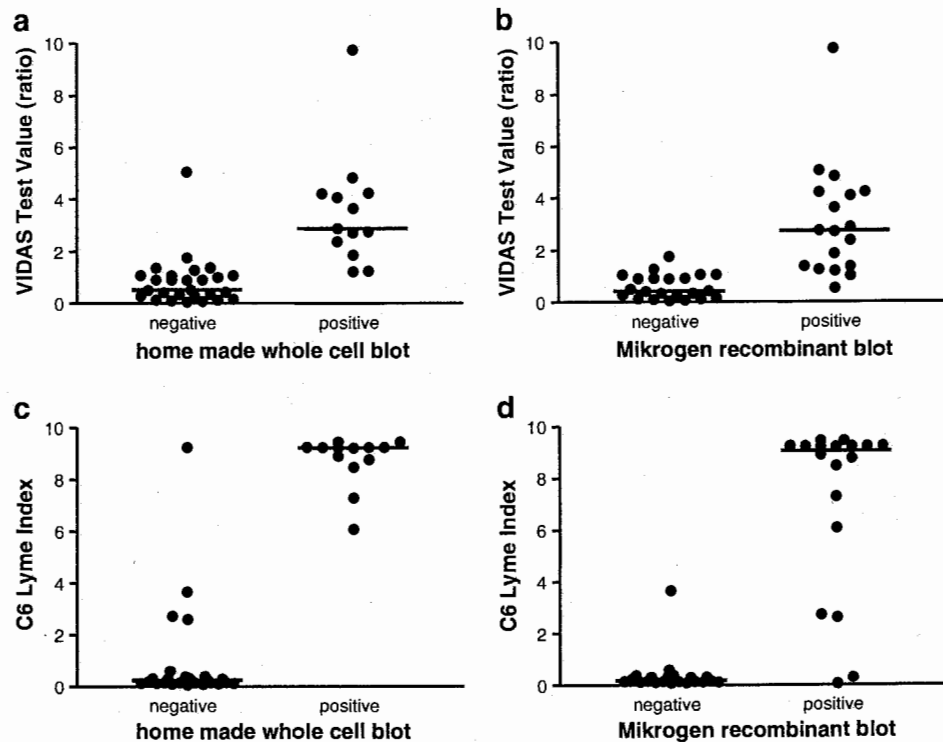 a
VIDAS Test Value (ratio)
10
8
6
4
2
0
negative positive
home made whole cell blot
b
VIDAS Test Value (ratio)
10
8
6
4
2
0
negative positive
Mikrogen recombinant blot
c
C6 Lyme Index
10
8
6
4
2
0
negative positive
home made whole cell blot
d
C6 Lyme Index
10
8
6
4
2
0
negative positive
Mikrogen recombinant blot